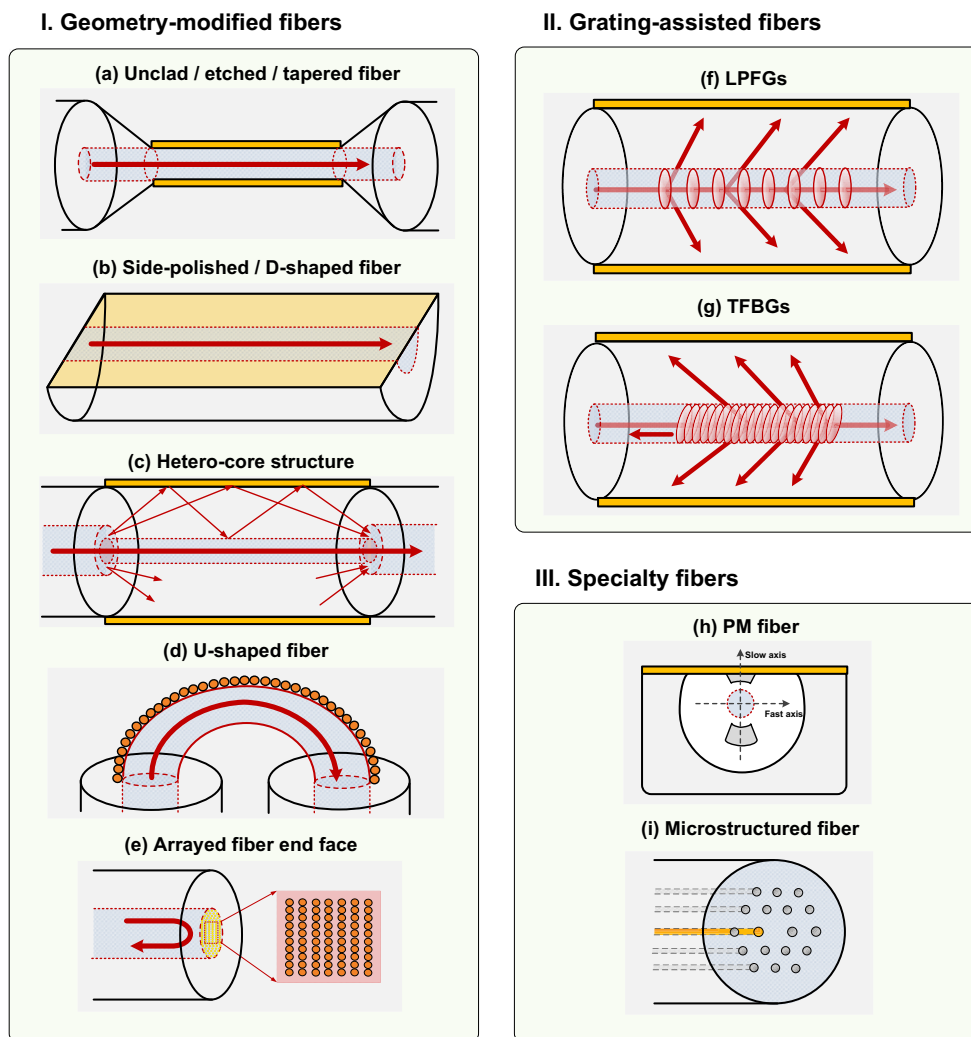 I. Geometry-modified fibers
(a) Unclad / etched / tapered fiber
(b) Side-polished / D-shaped fiber
(c) Hetero-core structure
(d) U-shaped fiber
(e) Arrayed fiber end face
II. Grating-assisted fibers
(f) LPFGs
(g) TFBGs
III. Specialty fibers
(h) PM fiber
Slow axis
Fast axis
(i) Microstructured fiber